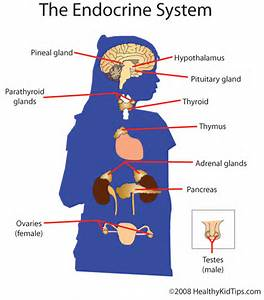 The Endocrine System
Pineal gland
Hypothalamus
Pituitary gland
Parathyroid
glands
Thyroid
Thymus
Adrenal glands
Pancreas
Ovaries
(female)
Testes
(male)
©2008 HealthyKidTips.com